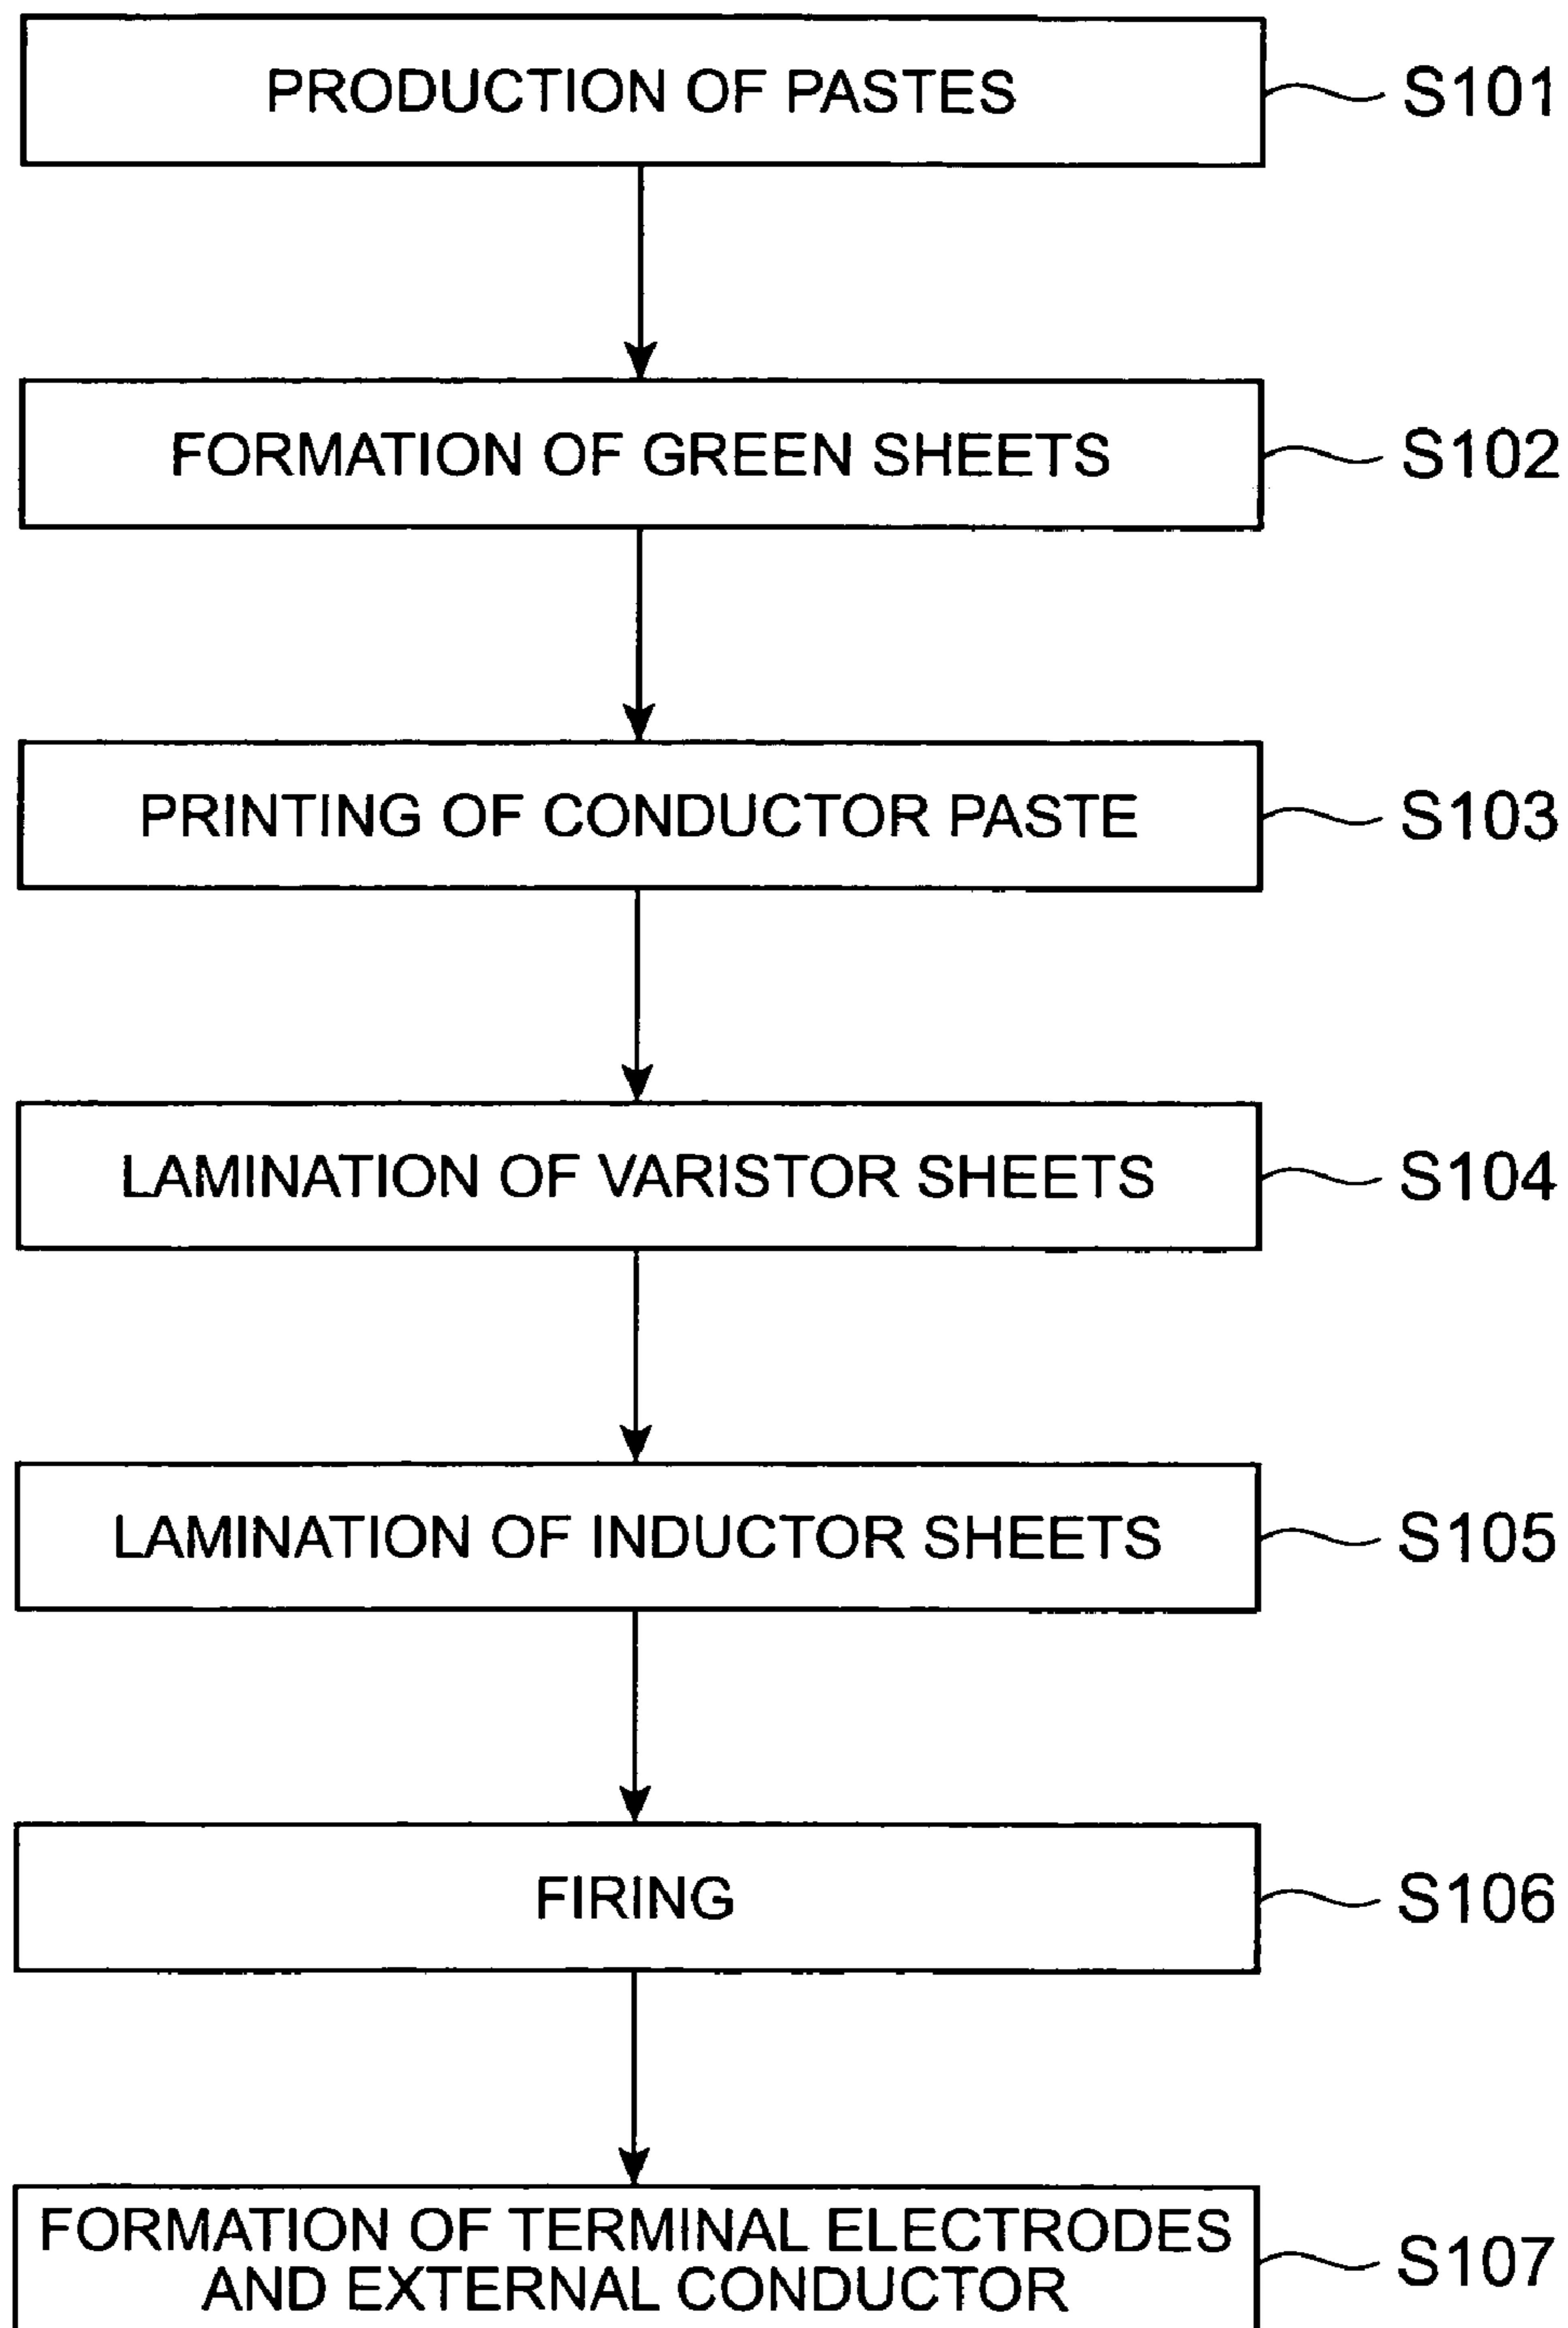 PRODUCTION OF PASTES
S101
FORMATION OF GREEN SHEETS
S102
PRINTING OF CONDUCTOR PASTE
S103
LAMINATION OF VARISTOR SHEETS
S104
LAMINATION OF INDUCTOR SHEETS
S105
FIRING
S106
FORMATION OF TERMINAL ELECTRODES
AND EXTERNAL CONDUCTOR
S107